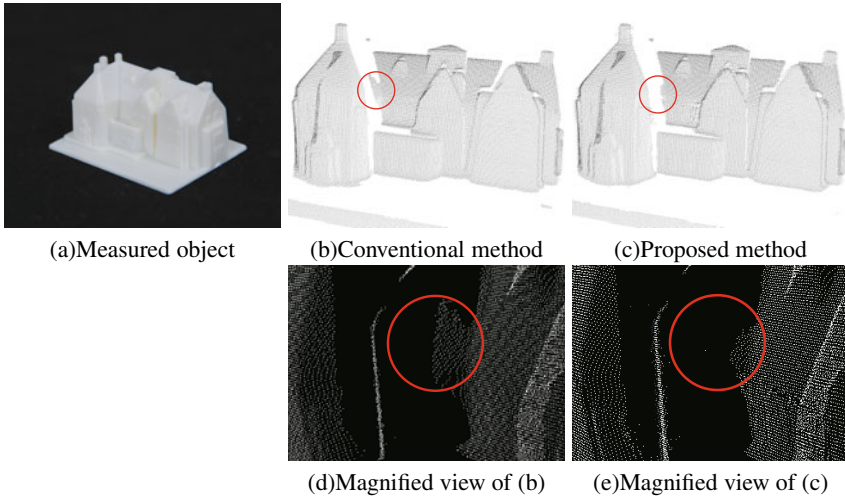 (a)Measured object
(b)Conventional method
(c)Proposed method
(d)Magnified view of (b)
(e)Magnified view of (c)